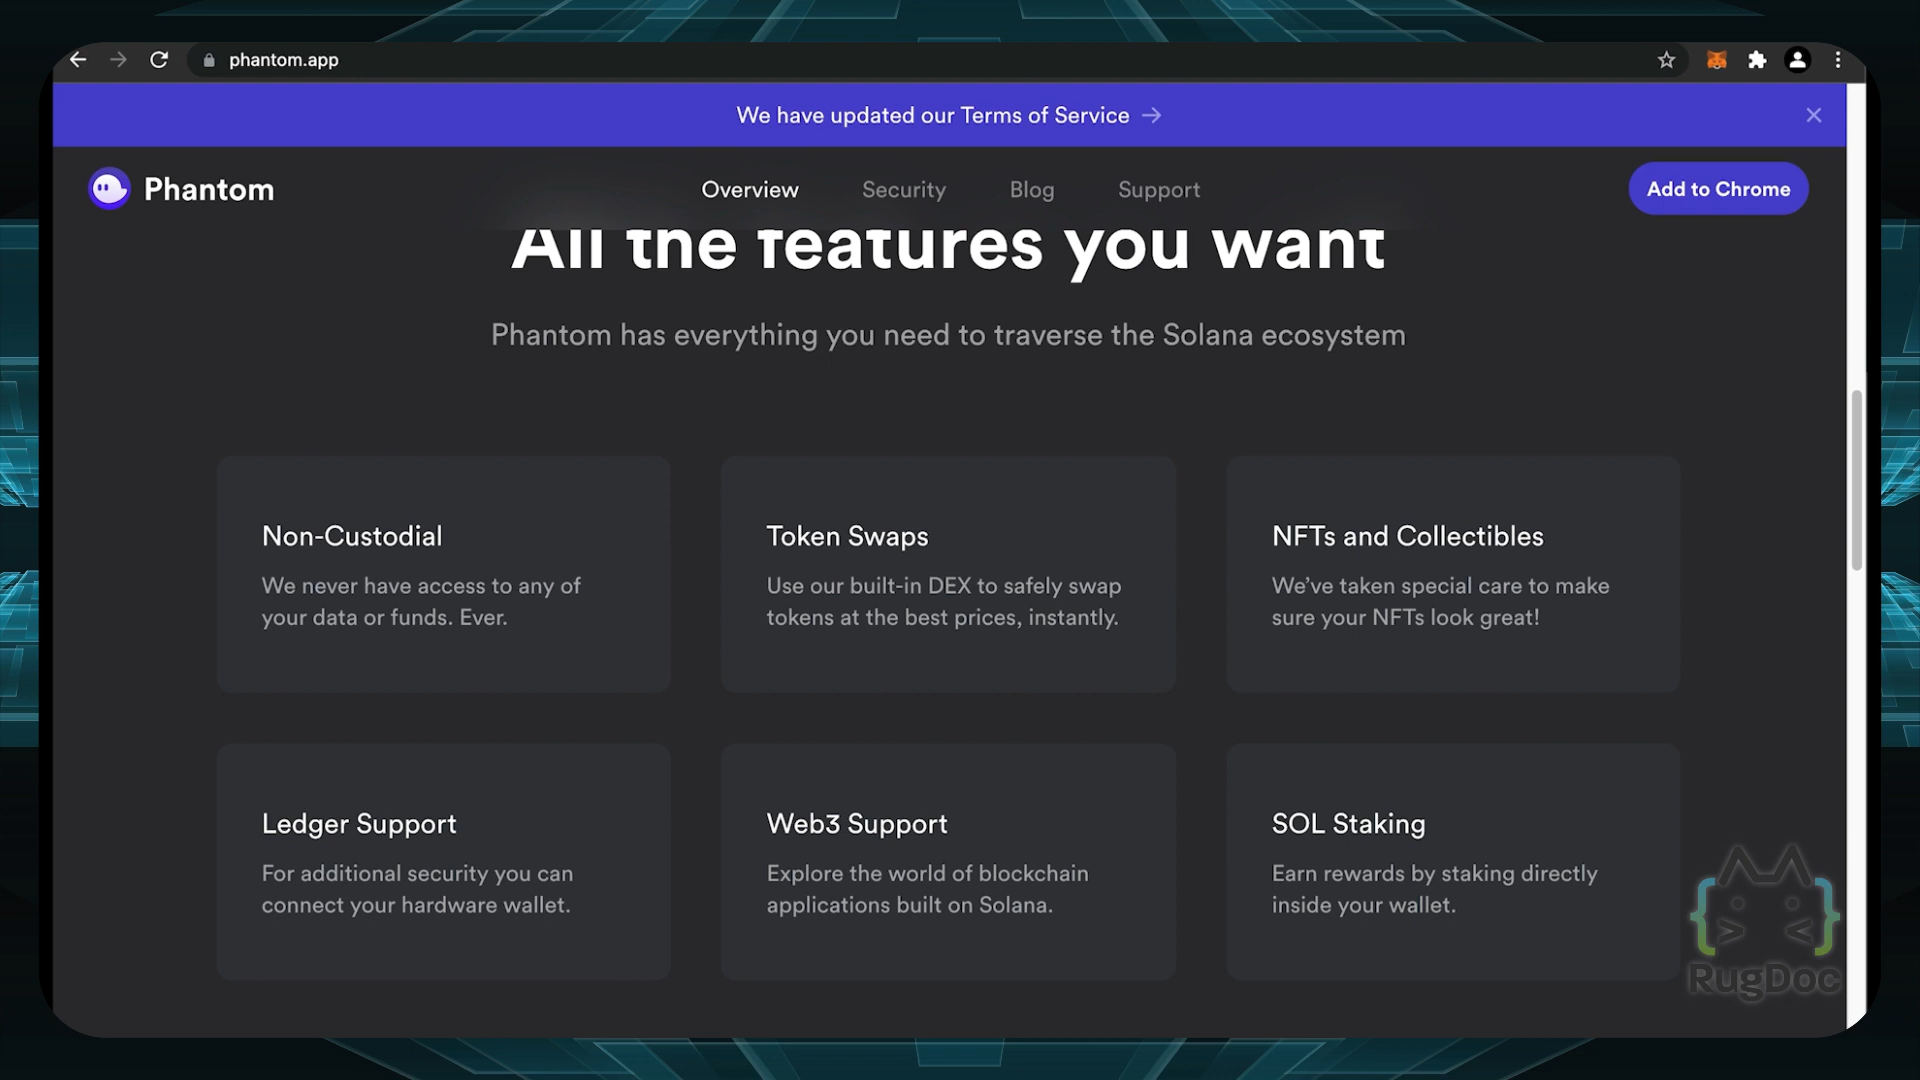 phantom.app
We have updated our Terms of Service →
Phantom
Overview
Security
Blog
Support
Add to Chrome
All the features you want
Phantom has everything you need to traverse the Solana ecosystem
Non-Custodial
We never have access to any of
your data or funds. Ever.
Token Swaps
Use our built-in DEX to safely swap
tokens at the best prices, instantly.
NFTs and Collectibles
We’ve taken special care to make
sure your NFTs look great!
Ledger Support
For additional security you can
connect your hardware wallet.
Web3 Support
Explore the world of blockchain
applications built on Solana.
SOL Staking
Earn rewards by staking directly
inside your wallet.
RugDoc